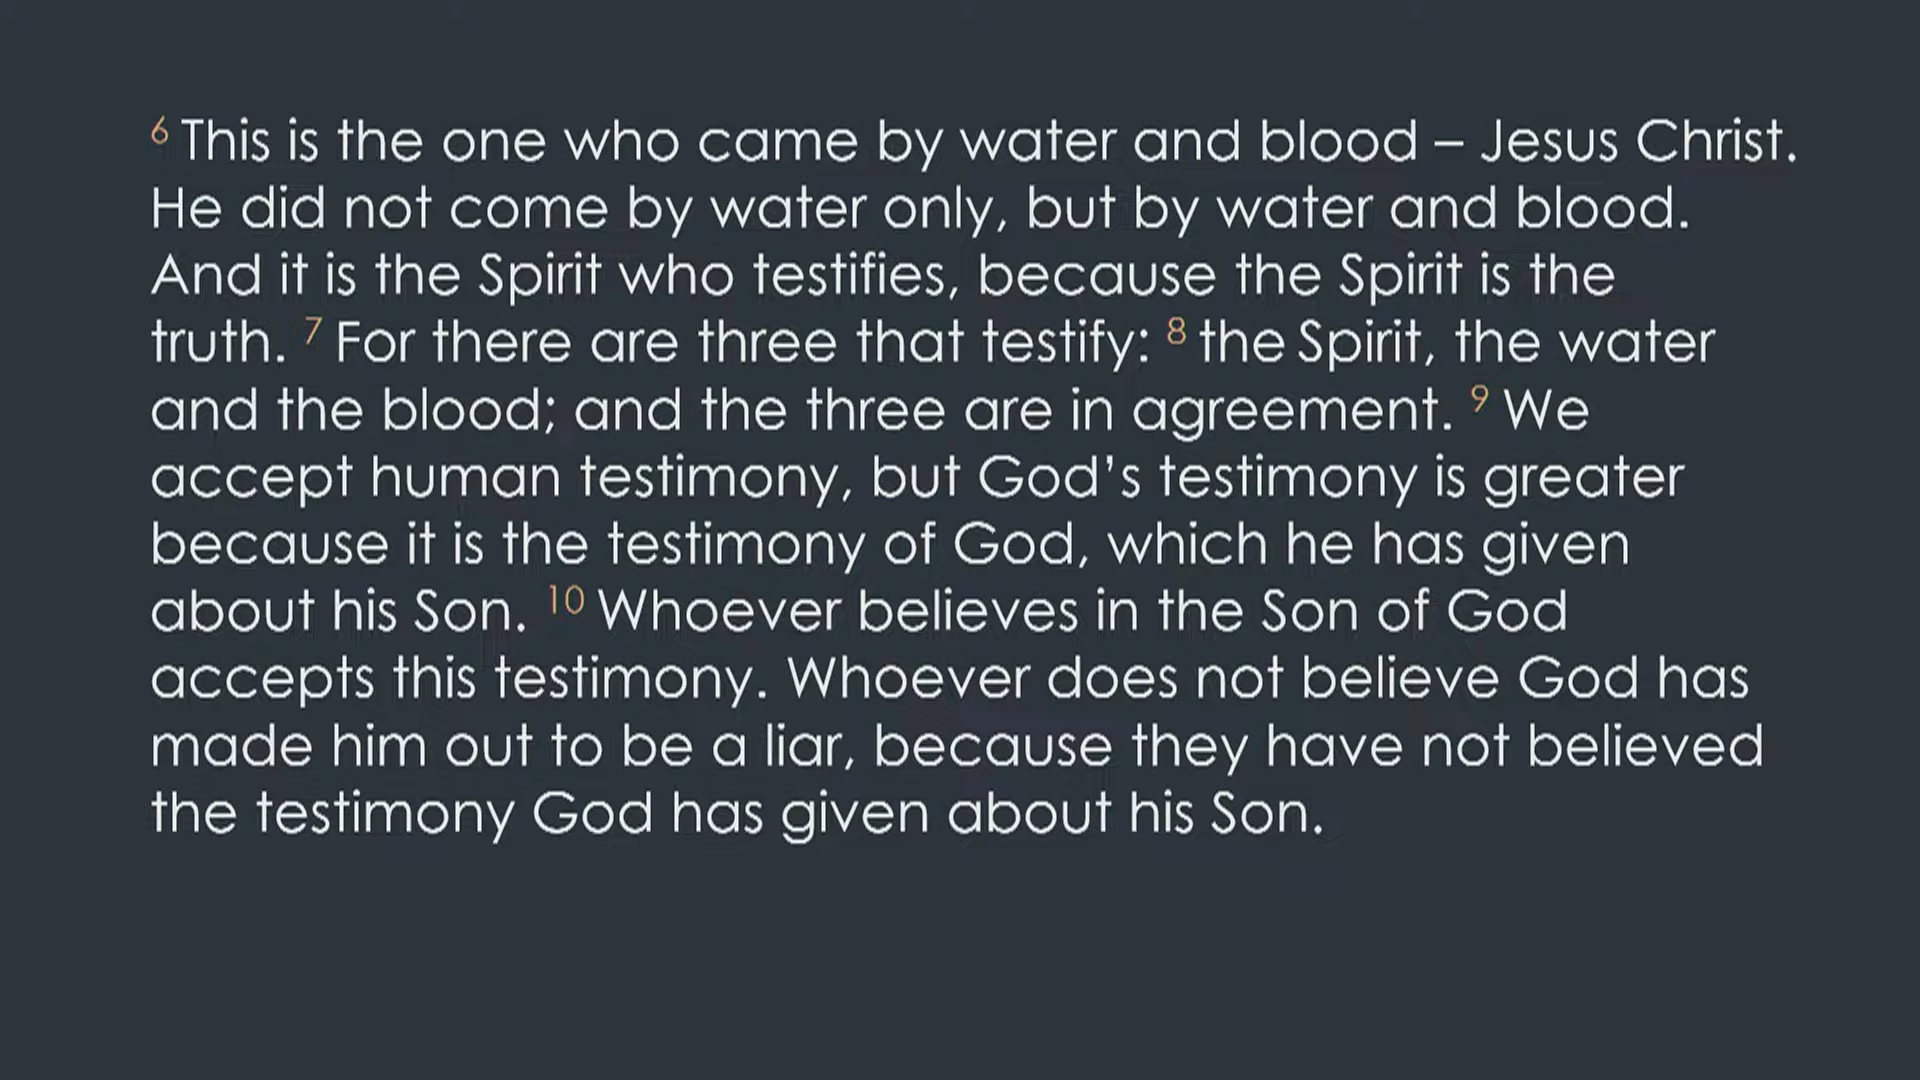 6 This is the one who came by water and blood – Jesus Christ.
He did not come by water only, but by water and blood.
And it is the Spirit who testifies, because the Spirit is the
truth. 7 For there are three that testify: 8 the Spirit, the water
and the blood; and the three are in agreement. 9 We
accept human testimony, but God’s testimony is greater
because it is the testimony of God, which he has given
about his Son. 10 Whoever believes in the Son of God
accepts this testimony. Whoever does not believe God has
made him out to be a liar, because they have not believed
the testimony God has given about his Son.